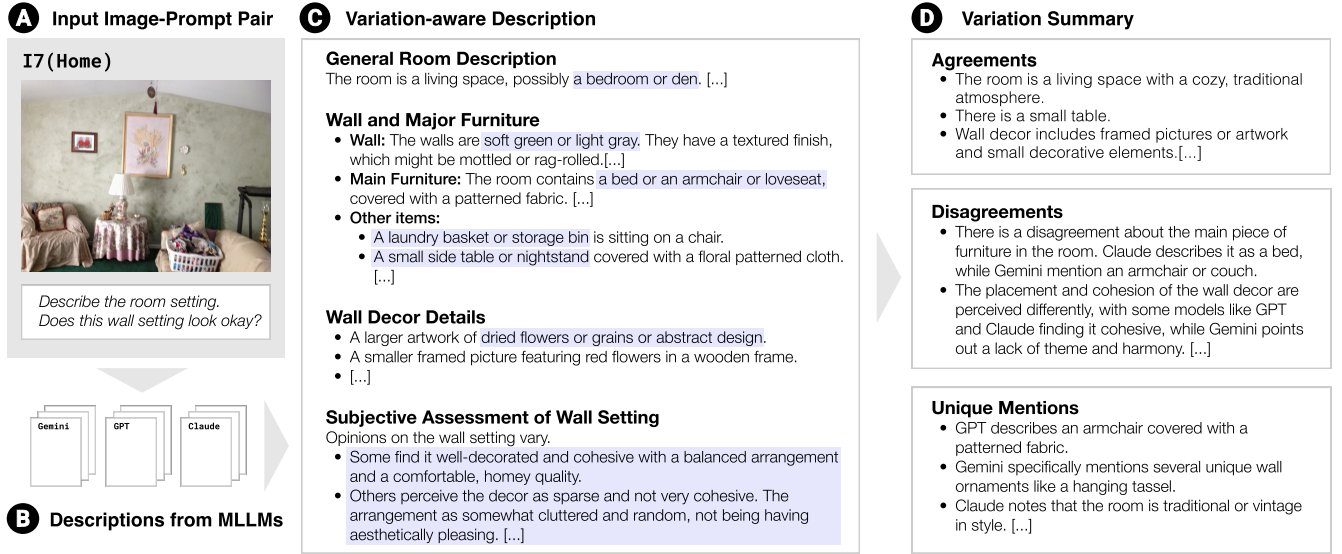 A Input Image-Prompt Pair
I7(Home)
Describe the room setting.
Does this wall setting look okay?
Gemini
GPT
Claude
B Descriptions from MLLMs
C Variation-aware Description
General Room Description
The room is a living space, possibly a bedroom or den. [...]
Wall and Major Furniture
• Wall: The walls are soft green or light gray. They have a textured finish,
which might be mottled or rag-rolled.[...]
• Main Furniture: The room contains a bed or an armchair or loveseat,
covered with a patterned fabric. [...]
• Other items:
• A laundry basket or storage bin is sitting on a chair.
• A small side table or nightstand covered with a floral patterned cloth.
[...]
Wall Decor Details
• A larger artwork of dried flowers or grains or abstract design.
• A smaller framed picture featuring red flowers in a wooden frame.
• [...]
Subjective Assessment of Wall Setting
Opinions on the wall setting vary.
• Some find it well-decorated and cohesive with a balanced arrangement
and a comfortable, homey quality.
• Others perceive the decor as sparse and not very cohesive. The
arrangement as somewhat cluttered and random, not being having
aesthetically pleasing. [...]
D Variation Summary
Agreements
• The room is a living space with a cozy, traditional
atmosphere.
• There is a small table.
• Wall decor includes framed pictures or artwork
and small decorative elements.[...]
Disagreements
• There is a disagreement about the main piece of
furniture in the room. Claude describes it as a bed,
while Gemini mention an armchair or couch.
• The placement and cohesion of the wall decor are
perceived differently, with some models like GPT
and Claude finding it cohesive, while Gemini points
out a lack of theme and harmony. [...]
Unique Mentions
• GPT describes an armchair covered with a
patterned fabric.
• Gemini specifically mentions several unique wall
ornaments like a hanging tassel.
• Claude notes that the room is traditional or vintage
in style. [...]